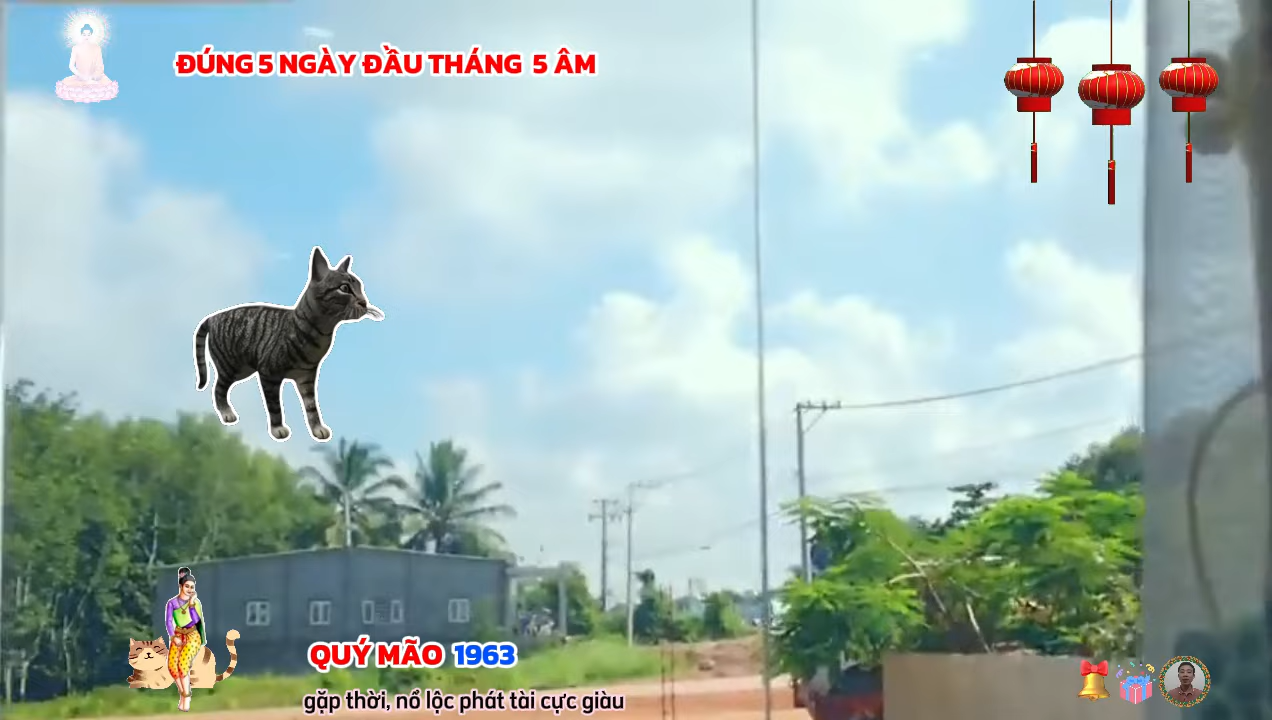 ĐÚNG 5 NGÀY ĐẦU THÁNG 5 ÂM
QUÝ MÃO 1963
gặp thời, nổ lộc phát tài cực giàu